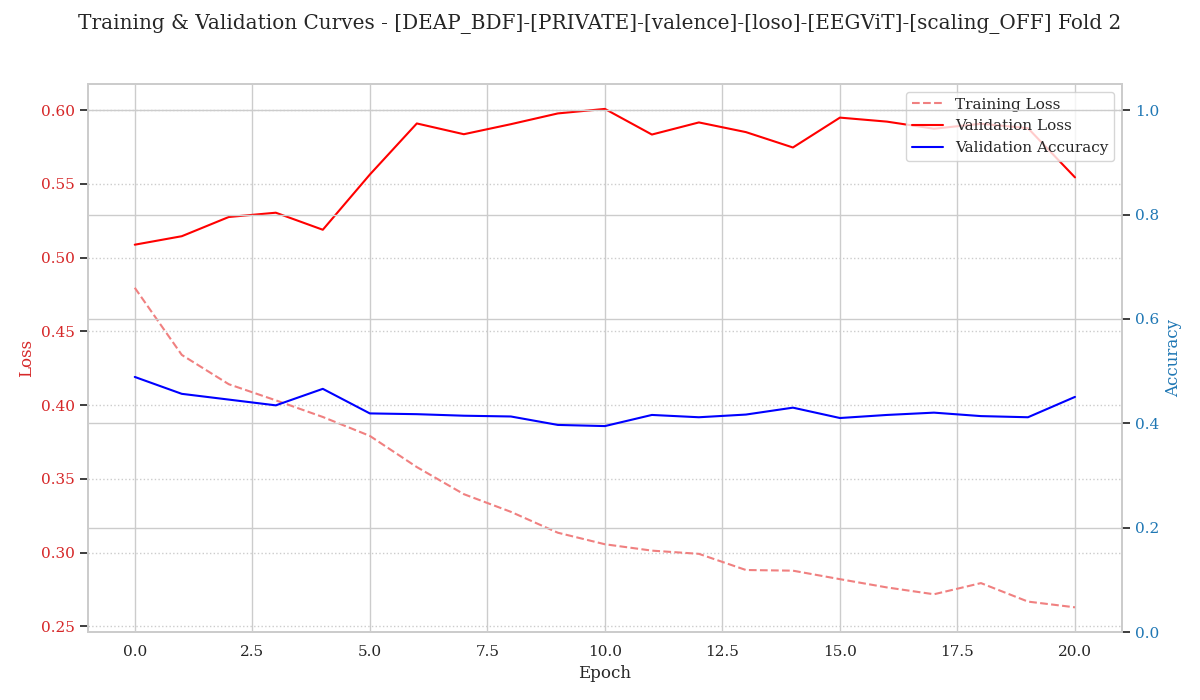 Training & Validation Curves - [DEAP_BDF]-[PRIVATE]-[valence]-[loso]-[EEGViT]-[scaling_OFF] Fold 2
Training Loss
Validation Loss
Validation Accuracy
0.60
0.55
0.50
0.45
0.40
0.35
0.30
0.25
Loss
1.0
0.8
0.6
0.4
0.2
0.0
Accuracy
0.0 2.5 5.0 7.5 10.0 12.5 15.0 17.5 20.0
Epoch